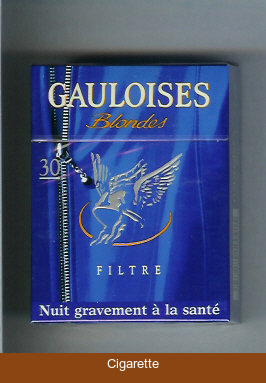 GAULOISES
Blondes
30
FILTRE
Nuit gravement à la santé
Cigarette